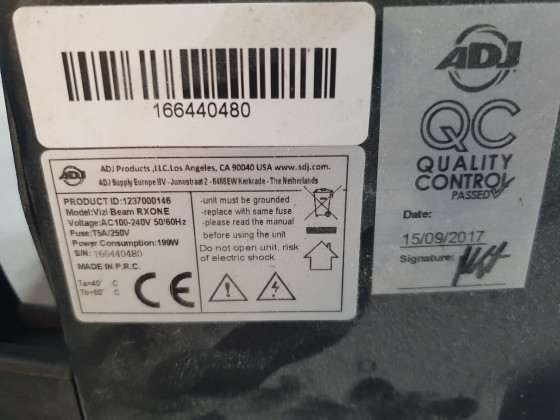 166440480
ADJ
ADJ Products ,LLC.Los Angeles, CA 90040 USA www.adj.com.
ADJ Supply Europe BV - Junostraat 2 - 6468EW Kerkrade - The Netherlands
PRODUCT ID:1237000146
Model:Vizi Beam RXONE
Voltage:AC100-240V 50/60Hz
Fuse:T5A/250V
Power Consumption:199W
S/N: 166440480
MADE IN P.R.C.
Ta=40° C
Tb=60° C
CE
-unit must be grounded
-replace with same fuse
-please read the manual
before using the unit
Do not open unit, risk
of electric shock.
ADJ
QC
QUALITY
CONTROL
PASSED
Date:
15/09/2017
Signature: